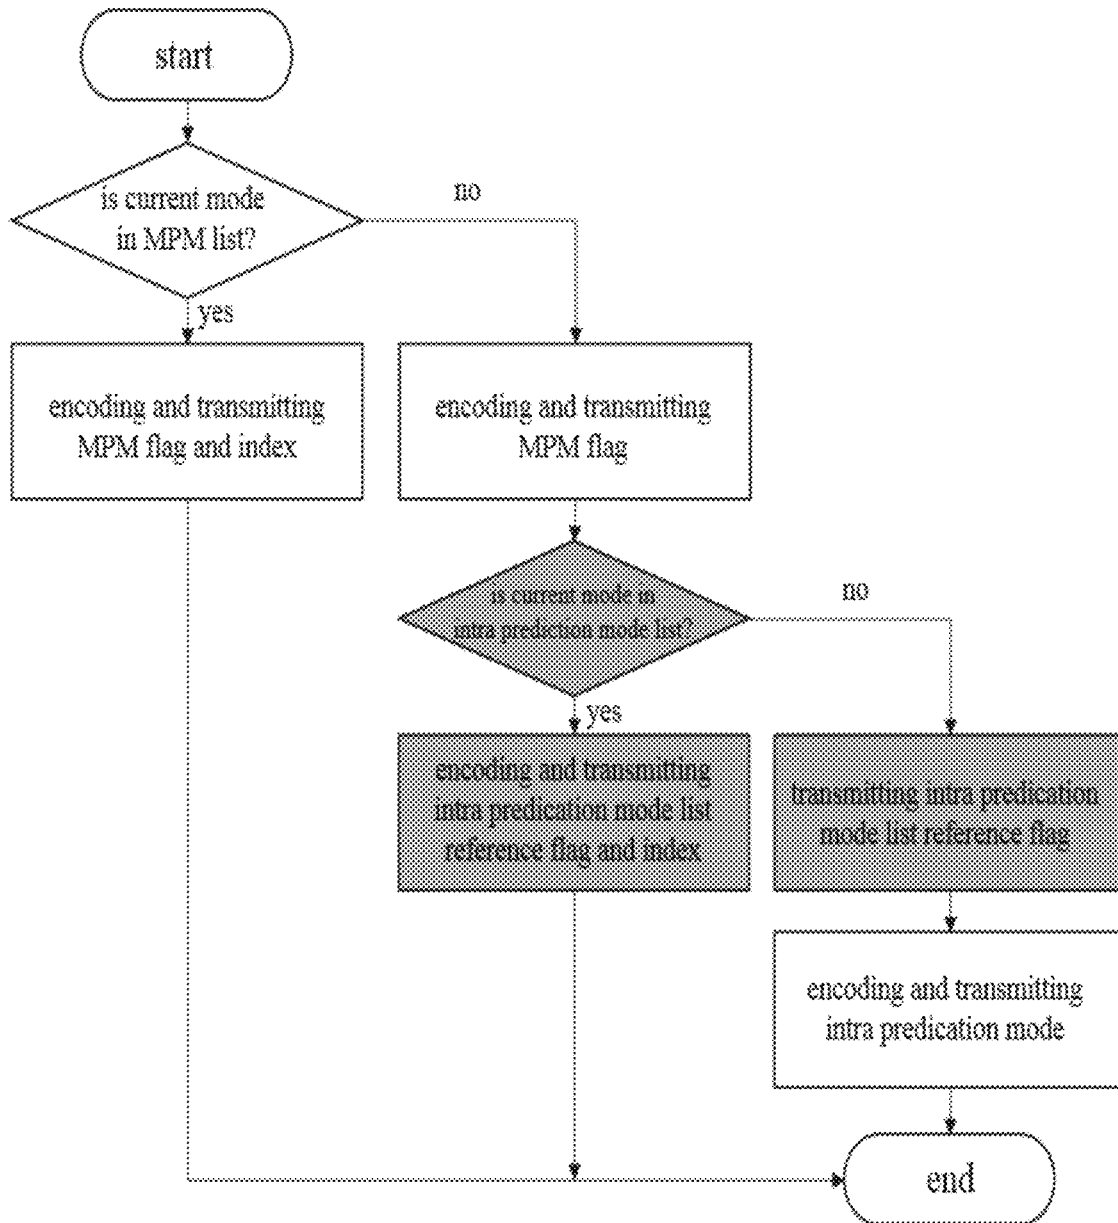 start
is current mode
in MPM list?
no
yes
encoding and transmitting
MPM flag and index
encoding and transmitting
MPM flag
is current mode in
intra prediction mode list?
no
yes
encoding and transmitting
intra predication mode list
reference flag and index
transmitting intra predication
mode list reference flag
encoding and transmitting
intra predication mode
end